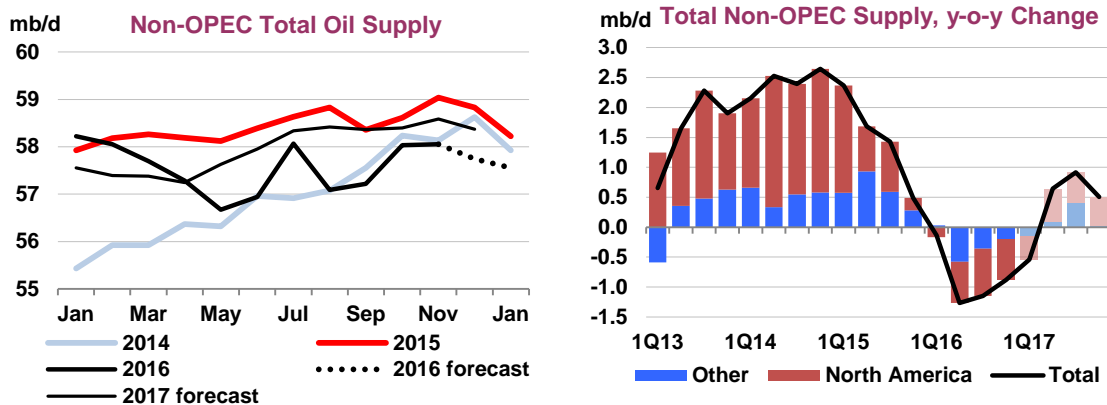 mb/d
Non-OPEC Total Oil Supply
60
59
58
57
56
55
Jan Mar May Jul Sep Nov Jan
2014 2015
2016 2016 forecast
2017 forecast
mb/d
Total Non-OPEC Supply, y-o-y Change
3.0
2.5
2.0
1.5
1.0
0.5
0.0
-0.5
-1.0
-1.5
1Q13 1Q14 1Q15 1Q16 1Q17
Other North America Total